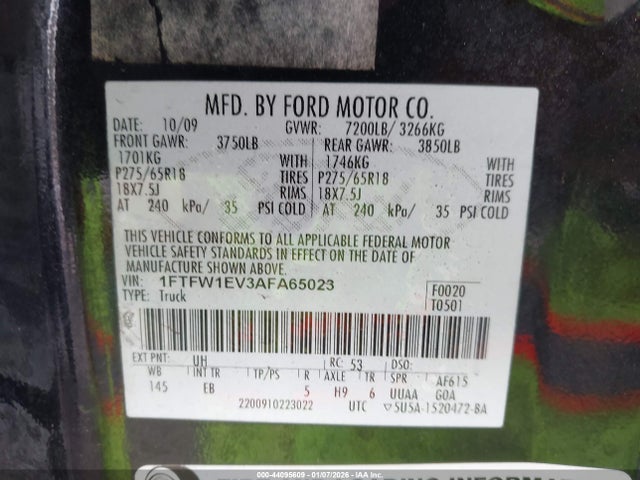 MFD. BY FORD MOTOR CO.
DATE: 10/09 GVWR: 7200LB/ 3266KG
FRONT GAWR: 3750LB REAR GAWR: 3850LB
1701KG WITH 1746KG WITH
P275/65R18 TIRES P275/65R18 TIRES
18X7.5J RIMS 18X7.5J RIMS
AT 240 kPa/ 35 PSI COLD AT 240 kPa/ 35 PSI COLD
THIS VEHICLE CONFORMS TO ALL APPLICABLE FEDERAL MOTOR
VEHICLE SAFETY STANDARDS IN EFFECT ON THE DATE OF
MANUFACTURE SHOWN ABOVE.
VIN: 1FTFW1EV3AFA65023 F0020
TYPE: Truck T0501
EXT PNT: UH RC: 53 DSO:
WB INT TR TP/PS R AXLE TR SPR AF615
145 EB 5 H9 6 UUAA G0A
2200910223022 UTC 5U5A-1520472-BA
000-44095609 - 01/07/2026 - IAA Inc.